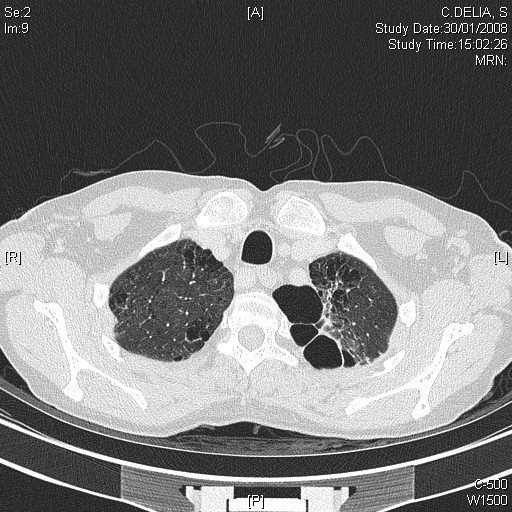 Se:2
Im:9
[A]
C.DELIA, S
Study Date:30/01/2008
Study Time:15:02:26
MRN:
[R]
[L]
[P]
C-500
W1500